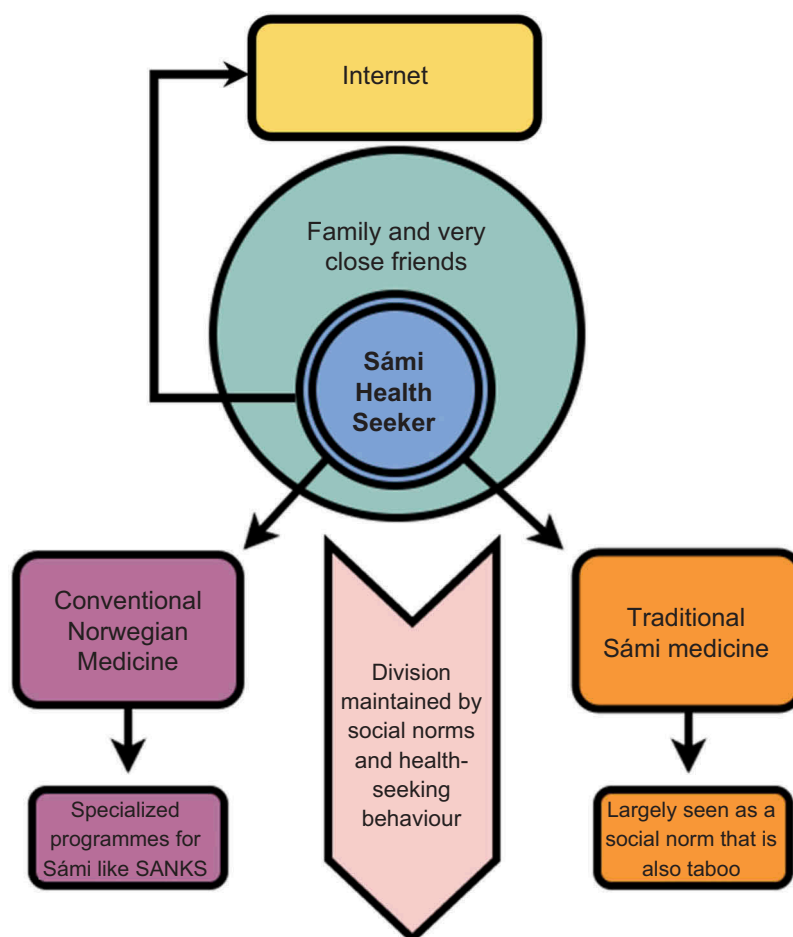 Internet
Family and very
close friends
Sámi
Health
Seeker
Conventional
Norwegian
Medicine
Division
maintained by
social norms
and health-
seeking
behaviour
Traditional
Sámi medicine
Specialized
programmes for
Sámi like SANKS
Largely seen as a
social norm that is
also taboo